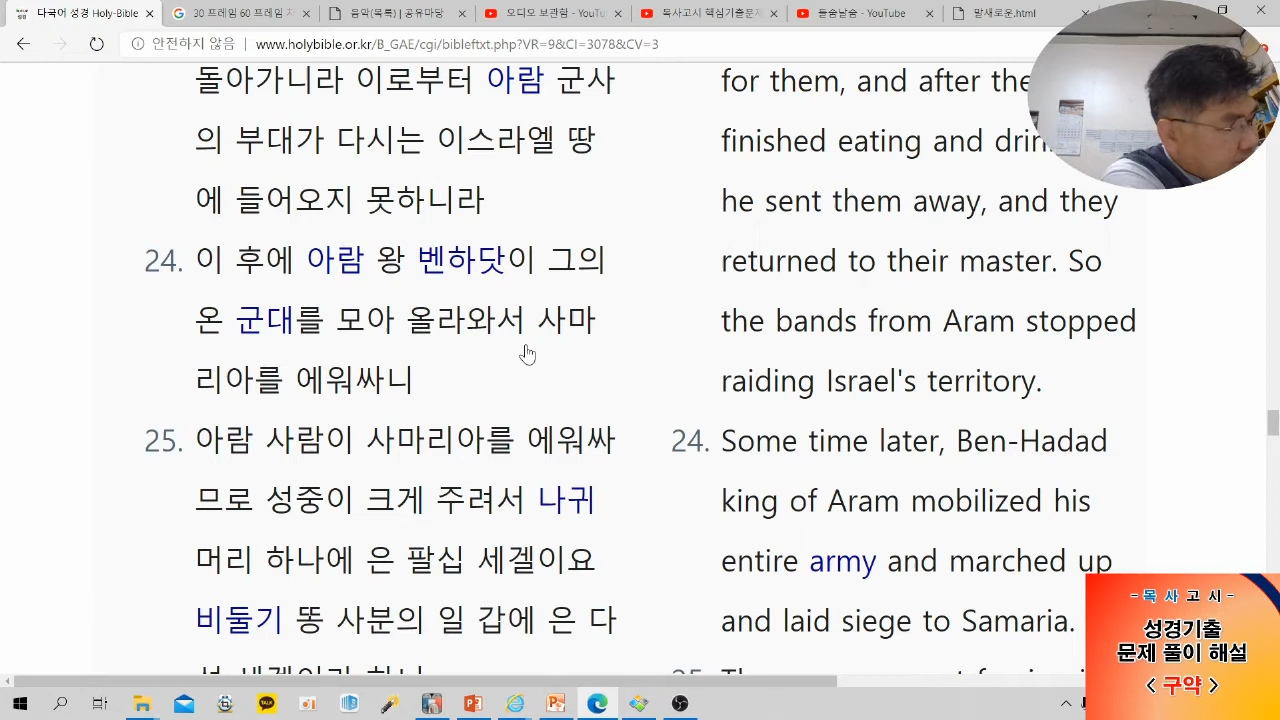 다국어 성경 Holy-Bible
30 프레임 60 프레임 차
음악(목록) | 공유마당
오디오 보관함 - YouTu
목사고시 핵심기출문제
들숨날숨 - YouTube
말새로운.html
안전하지 않음 | www.holybible.or.kr/B_GAE/cgi/bibleftxt.php?VR=9&CI=3078&CV=3
돌아가니라 이로부터 아람 군사
의 부대가 다시는 이스라엘 땅
에 들어오지 못하니라
24. 이 후에 아람 왕 벤하닷이 그의
온 군대를 모아 올라와서 사마
리아를 에워싸니
25. 아람 사람이 사마리아를 에워싸
므로 성중이 크게 주려서 나귀
머리 하나에 은 팔십 세겔이요
비둘기 똥 사분의 일 갑에 은 다
for them, and after the
finished eating and
he sent them away, and they
returned to their master. So
the bands from Aram stopped
raiding Israel's territory.
24. Some time later, Ben-Hadad
king of Aram mobilized his
entire army and marched up
and laid siege to Samaria.
- 목 사 고 시 -
성경기출
문제 풀이 해설
< 구약 >